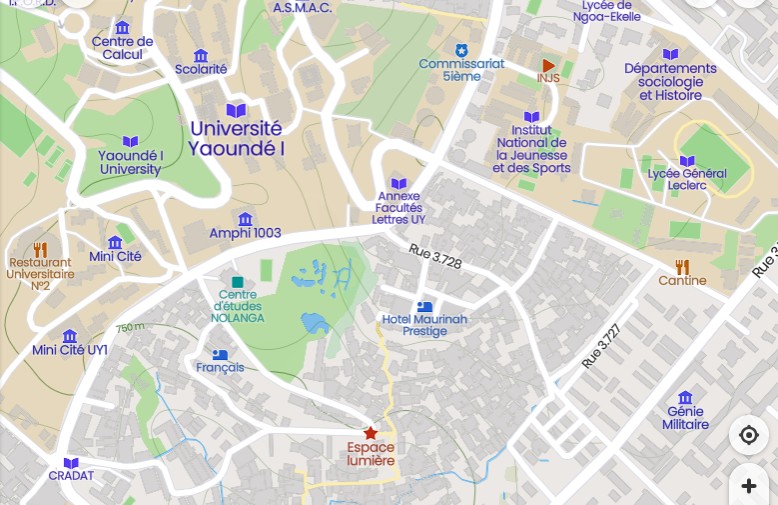 A.S.M.A.C.
Lycée de
Ngoa-Ekelle
Centre de
Calcul
Scolarité
Commissariat
5ième
INJS
Départements
sociologie
et Histoire
Université
Yaoundé I
Institut
National de
la Jeunesse
et des Sports
Yaoundé I
University
Lycée Général
Leclerc
Annexe
Facultés
Lettres UY
Amphi 1003
Mini Cité
Restaurant
Universitaire
N°2
Rue 3.728
Cantine
Rue 3
Centre
d'études
NOLANGA
Hotel Maurinah
Prestige
750 m
Mini Cité UY1
Rue 3.727
Français
Génie
Militaire
Espace
lumière
CRADAT